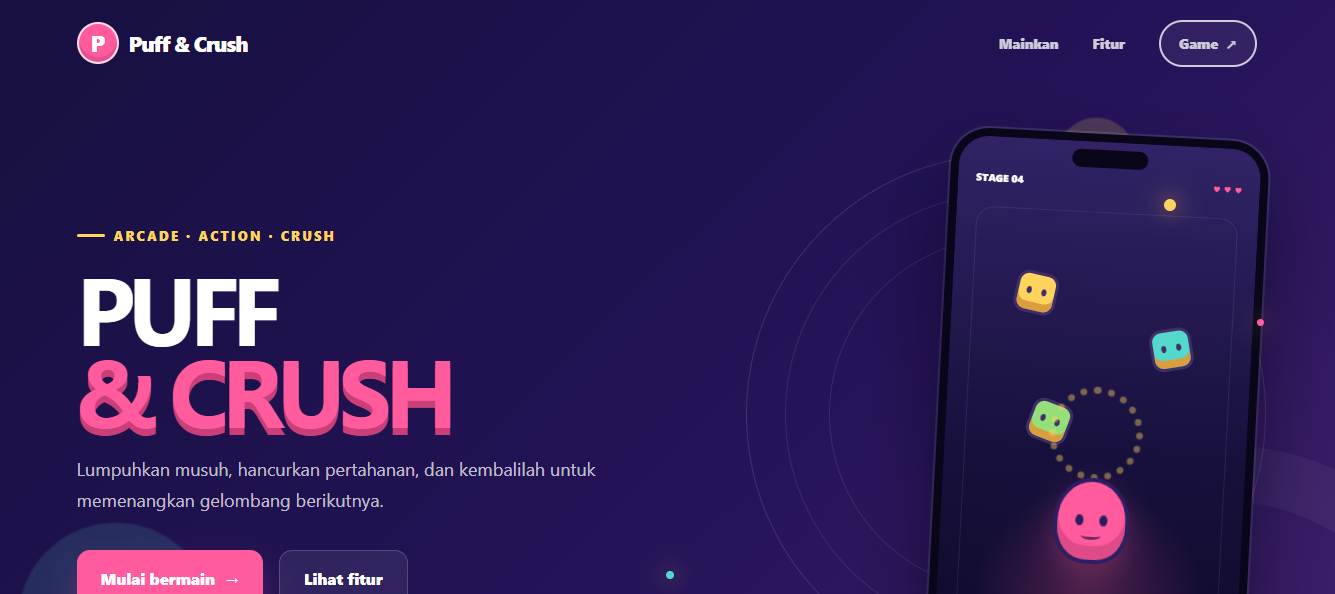 P Puff & Crush
Mainkan Fitur Game ↗
STAGE 04
ARCADE · ACTION · CRUSH
PUFF
& CRUSH
Lumpuhkan musuh, hancurkan pertahanan, dan kembalilah untuk
memenangkan gelombang berikutnya.
Mulai bermain →
Lihat fitur